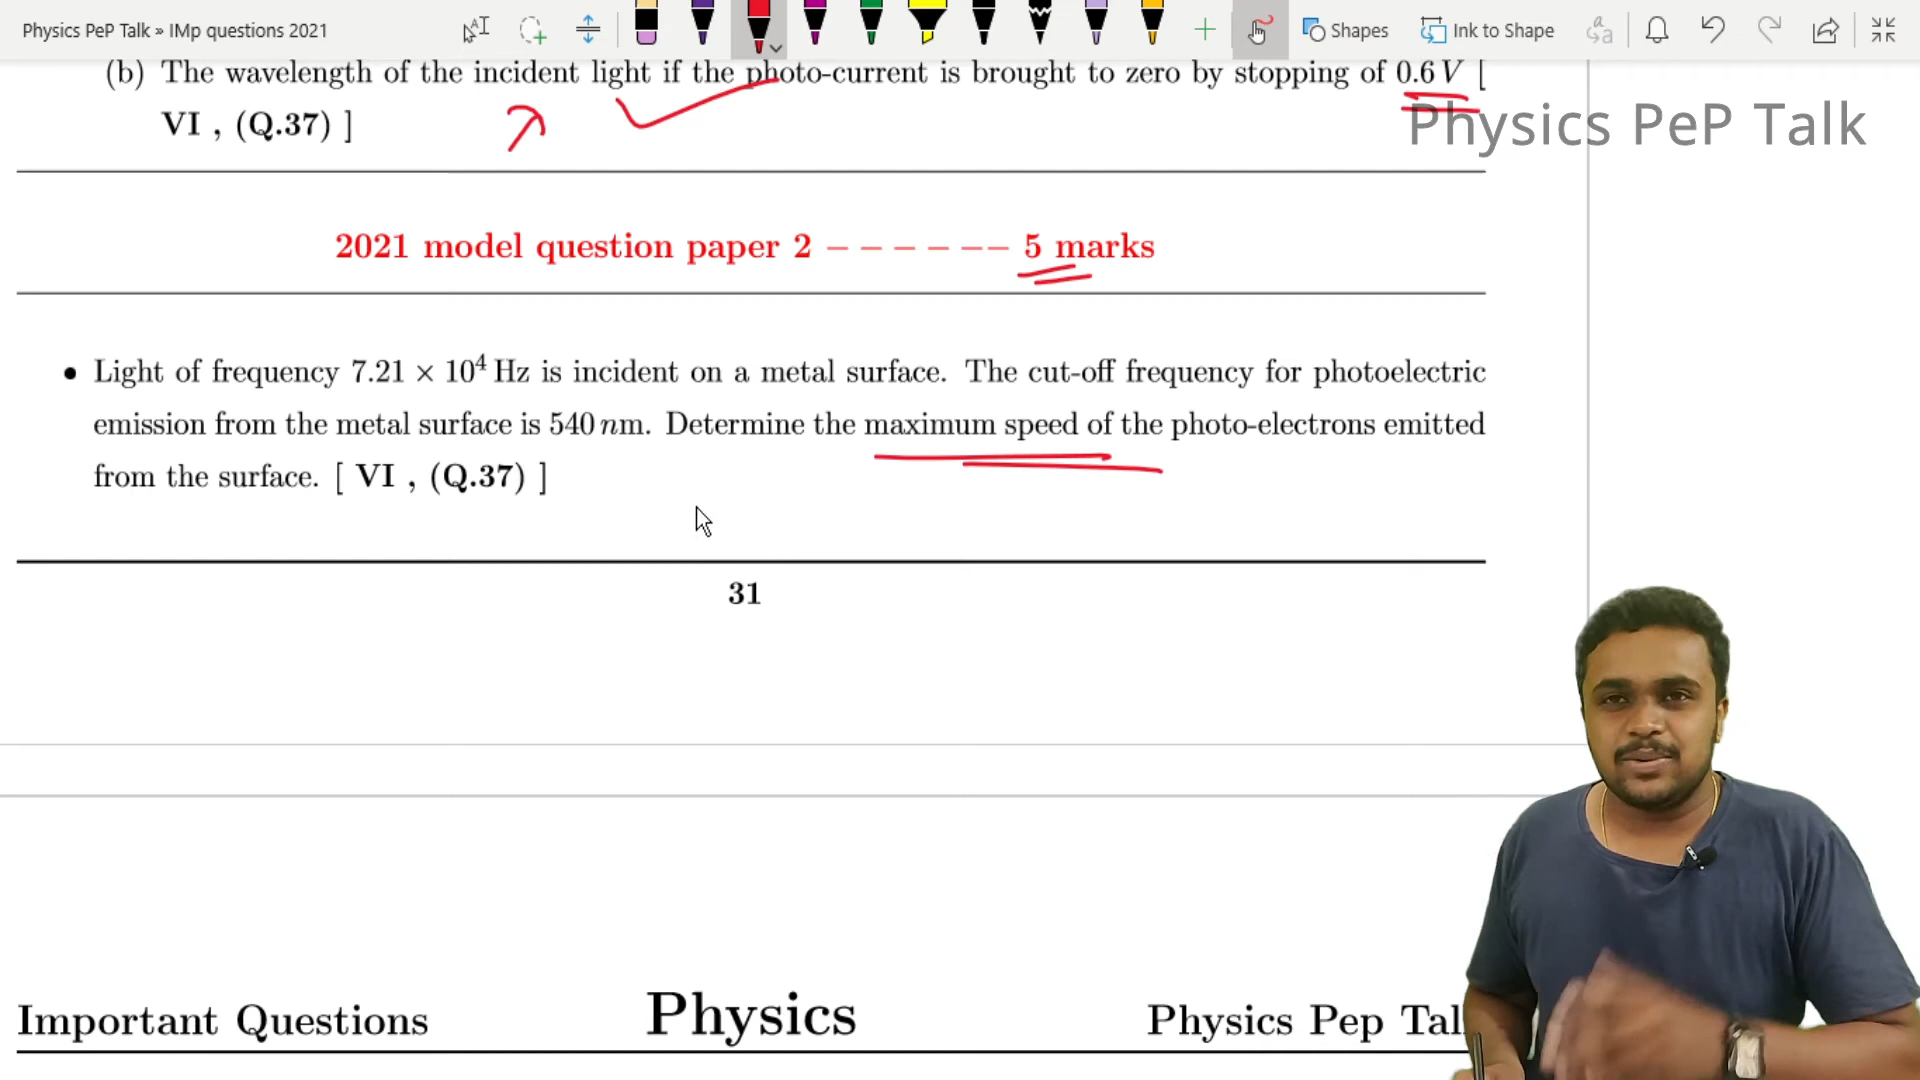 Physics PeP Talk » IMp questions 2021
Shapes
Ink to Shape
(b) The wavelength of the incident light if the photo-current is brought to zero by stopping of 0.6 V [
VI , (Q.37) ]
Physics PeP Talk
2021 model question paper 2 – – – – – – 5 marks
• Light of frequency 7.21 × 10⁴ Hz is incident on a metal surface. The cut-off frequency for photoelectric
emission from the metal surface is 540 nm. Determine the maximum speed of the photo-electrons emitted
from the surface. [ VI , (Q.37) ]
31
Important Questions
Physics
Physics Pep Tal